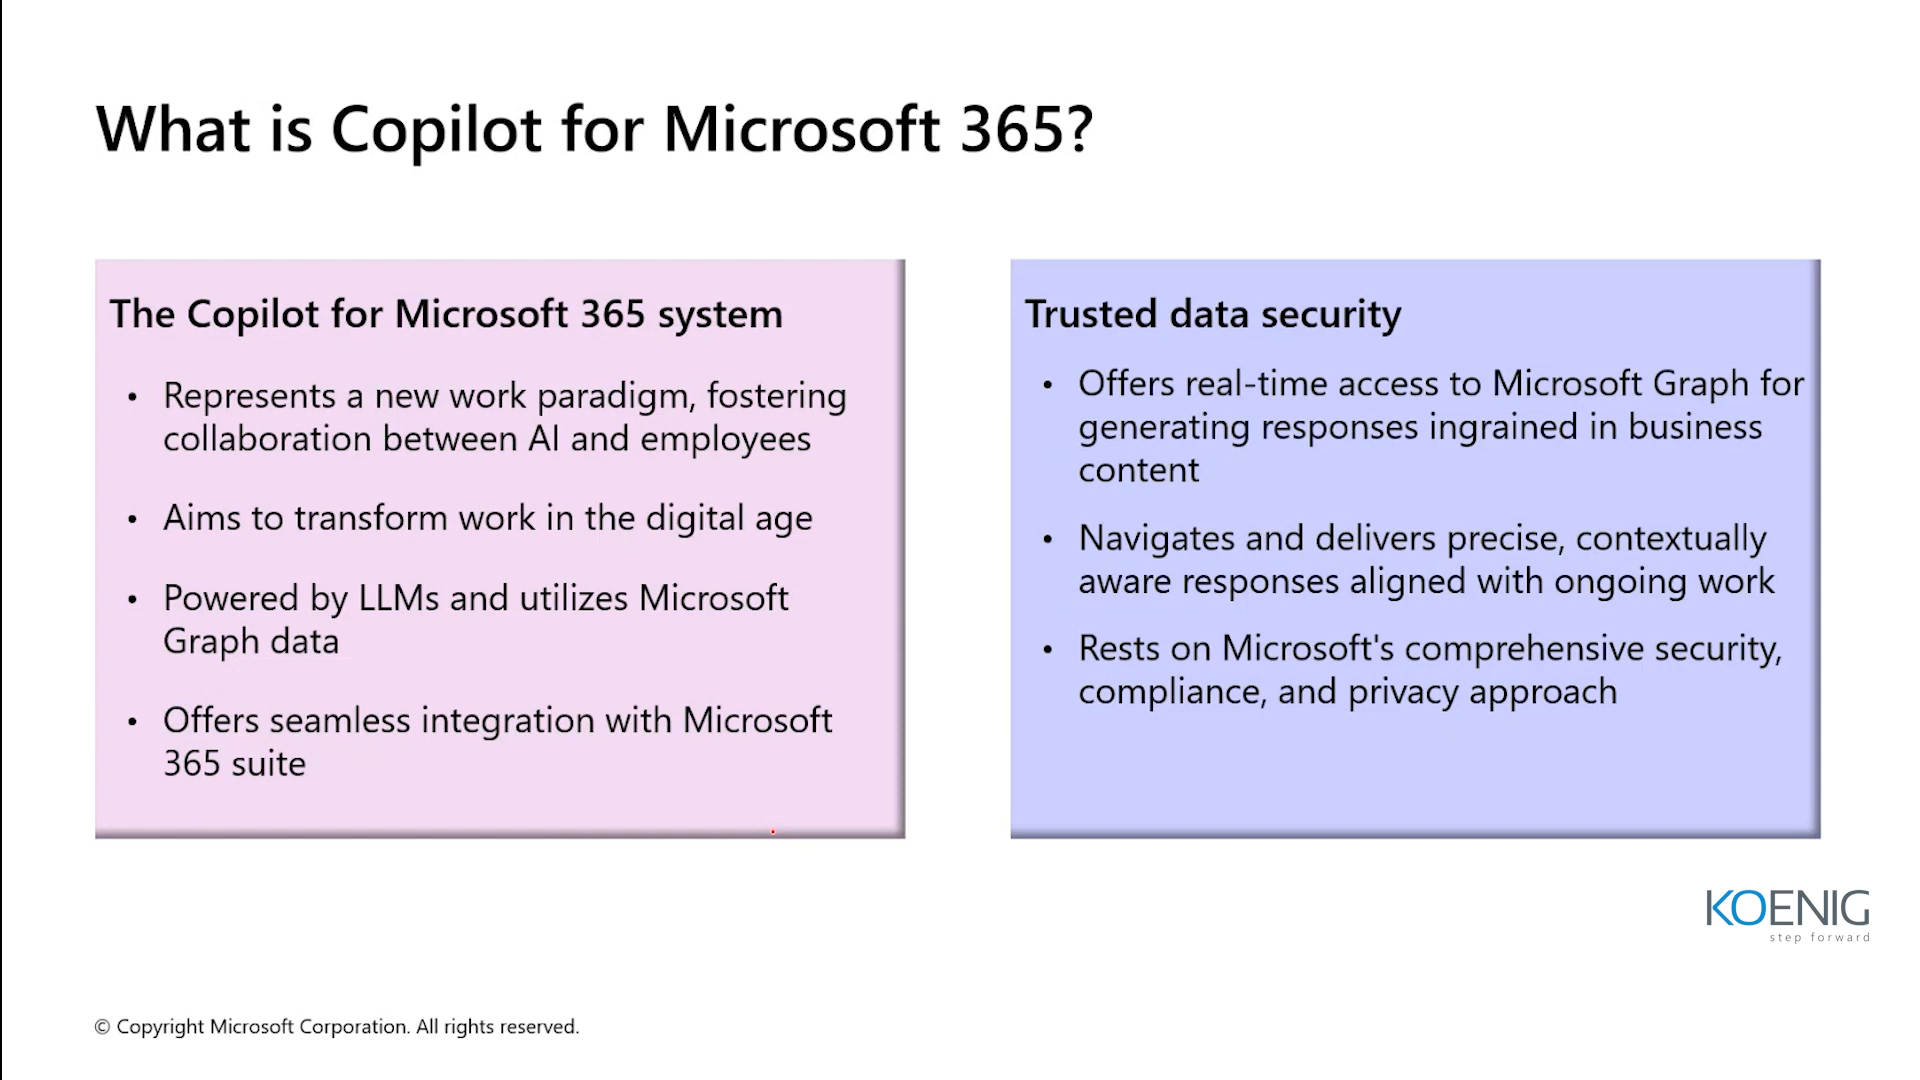 What is Copilot for Microsoft 365?
The Copilot for Microsoft 365 system
• Represents a new work paradigm, fostering
collaboration between AI and employees
• Aims to transform work in the digital age
• Powered by LLMs and utilizes Microsoft
Graph data
• Offers seamless integration with Microsoft
365 suite
Trusted data security
• Offers real-time access to Microsoft Graph for
generating responses ingrained in business
content
• Navigates and delivers precise, contextually
aware responses aligned with ongoing work
• Rests on Microsoft's comprehensive security,
compliance, and privacy approach
KOENIG
step forward
© Copyright Microsoft Corporation. All rights reserved.